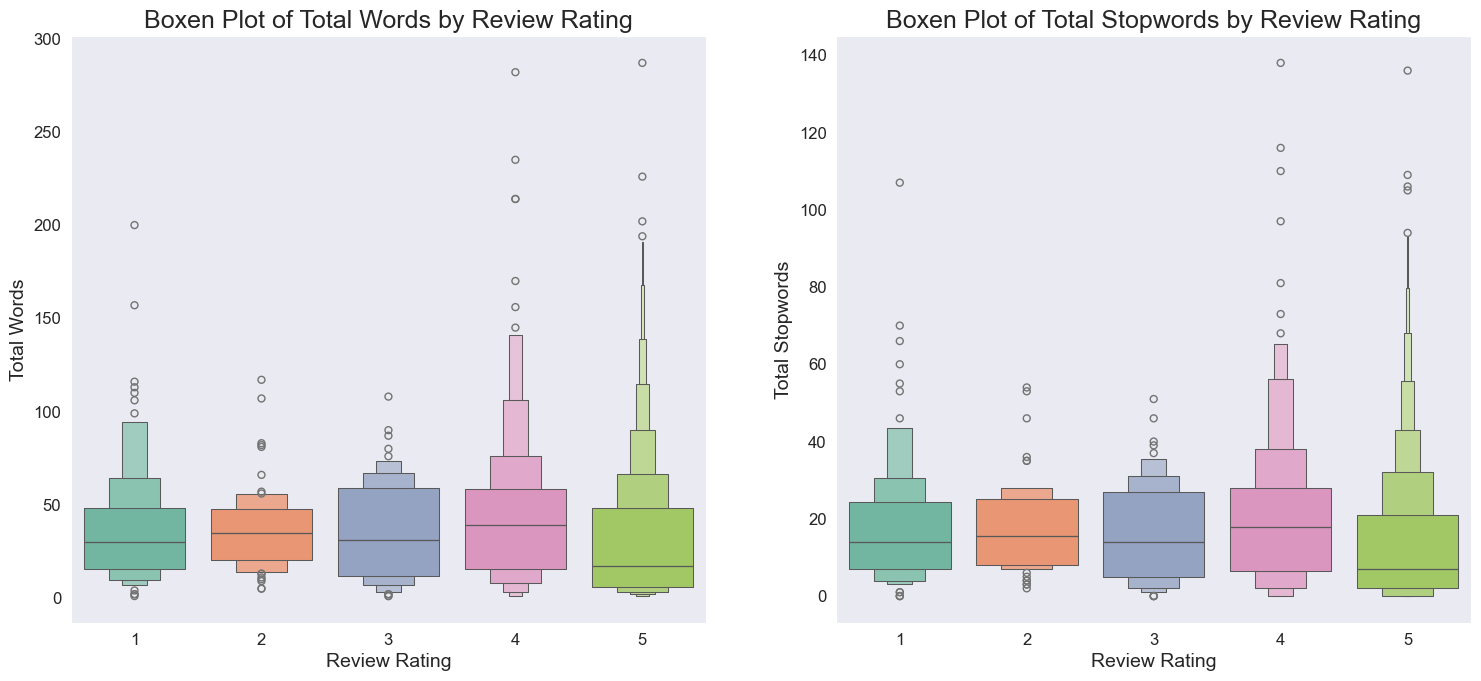 Boxen Plot of Total Words by Review Rating
300
250
200
150
100
50
0
Total Words
1 2 3 4 5
Review Rating
Boxen Plot of Total Stopwords by Review Rating
140
120
100
80
60
40
20
0
Total Stopwords
1 2 3 4 5
Review Rating